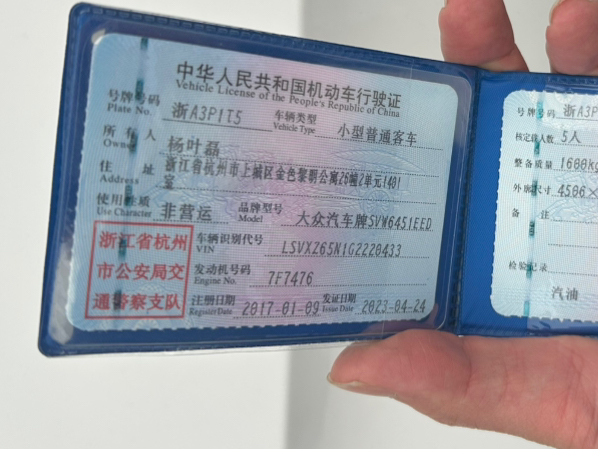 中华人民共和国机动车行驶证
Vehicle License of the People's Republic of China
号牌号码 浙A3P1T5 车辆类型 小型普通客车
Plate No. Vehicle Type
所有人 杨叶磊
Owner
住址 浙江省杭州市上城区金色黎明公寓26幢2单元1401室
Address
使用性质 非营运 品牌型号 大众汽车牌SVW6451EED
Use Character Model
浙江省杭州市公安局交通警察支队
车辆识别代号 LSVXZ65N1G2220433
VIN
发动机号码 7F7476
Engine No.
注册日期 2017-01-09 发证日期 2023-04-24
Register Date Issue Date
号牌号码 浙A3P
核定载人数 5人
整备质量 1600kg
外廓尺寸 4506×
备注
检验记录
汽油